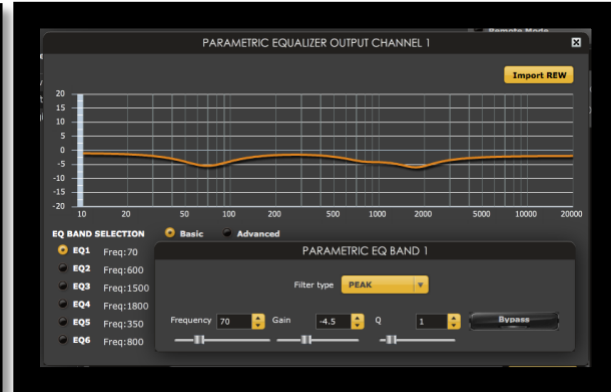 Remote Mode
PARAMETRIC EQUALIZER OUTPUT CHANNEL 1
Import REW
20
15
10
5
0
-5
-10
-15
-20
10 20 50 100 200 500 1000 2000 5000 10000 20000
EQ BAND SELECTION Basic Advanced
EQ1 Freq:70
EQ2 Freq:600
EQ3 Freq:1500
EQ4 Freq:1800
EQ5 Freq:350
EQ6 Freq:800
PARAMETRIC EQ BAND 1
Filter type PEAK
Frequency 70 Gain -4.5 Q 1 Bypass